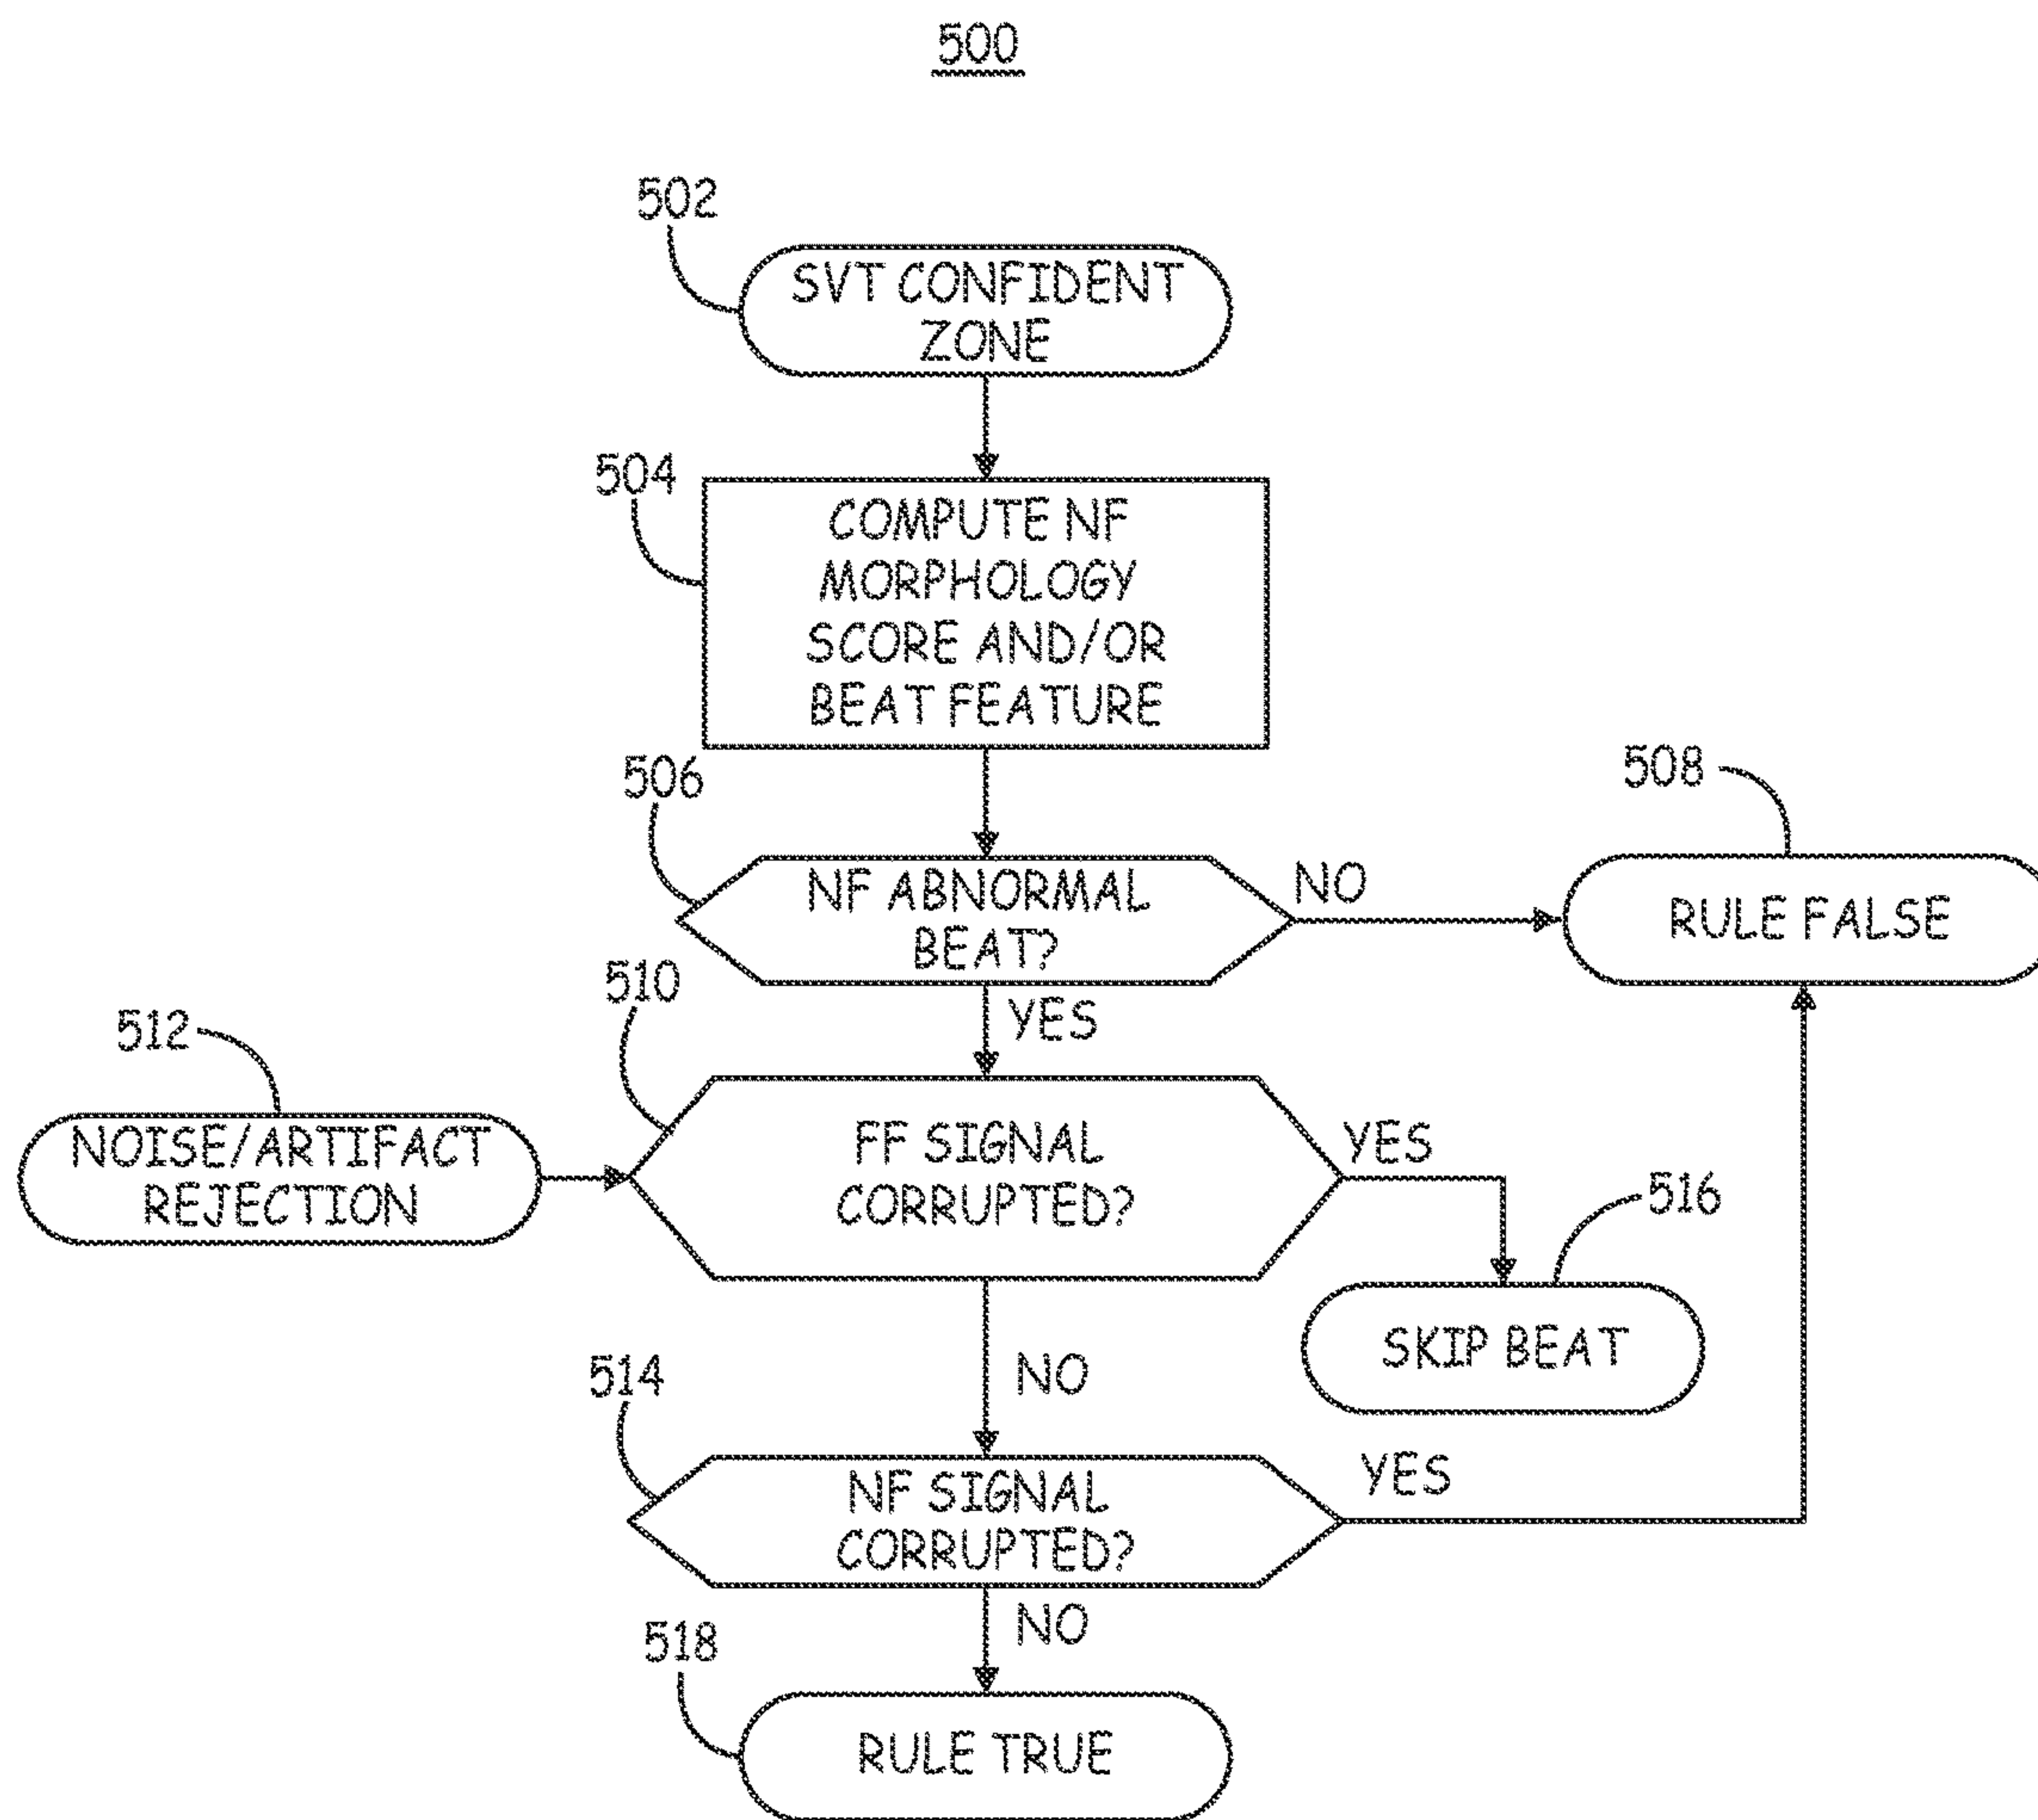 500
502
SVT CONFIDENT
ZONE
504
COMPUTE NF
MORPHOLOGY
SCORE AND/OR
BEAT FEATURE
506
NF ABNORMAL
BEAT?
NO
508
RULE FALSE
YES
510
512
NOISE/ARTIFACT
REJECTION
FF SIGNAL
CORRUPTED?
YES
516
SKIP BEAT
NO
514
NF SIGNAL
CORRUPTED?
YES
NO
518
RULE TRUE